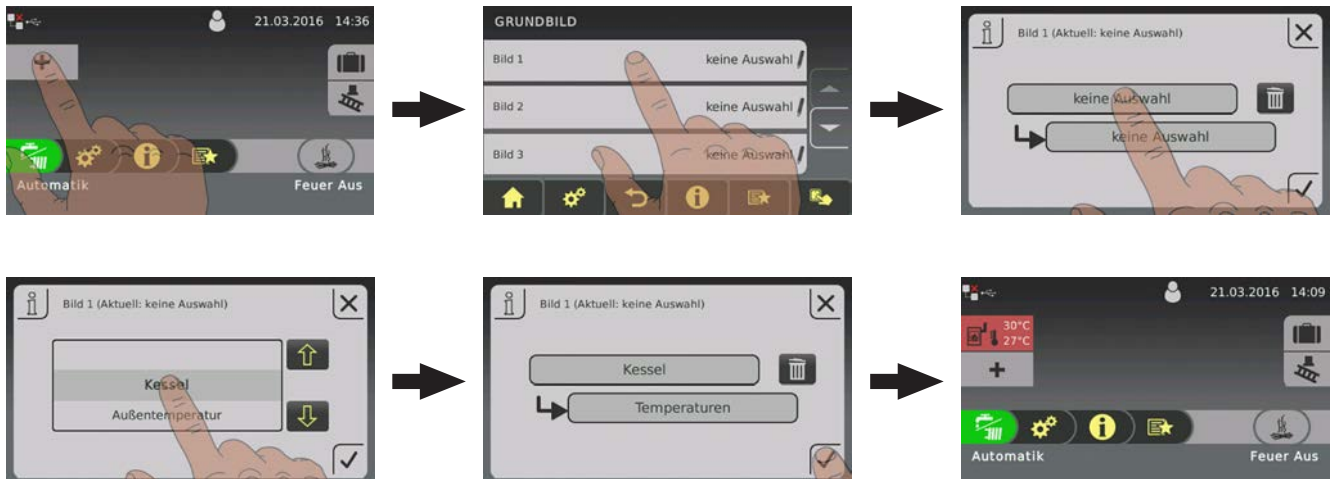 21.03.2016 14:36
Automatik
Feuer Aus
GRUNDBILD
Bild 1 keine Auswahl
Bild 2 keine Auswahl
Bild 3 keine Auswahl
Bild 1 (Aktuell: keine Auswahl)
keine Auswahl
keine Auswahl
Bild 1 (Aktuell: keine Auswahl)
Kessel
Außentemperatur
Bild 1 (Aktuell: keine Auswahl)
Kessel
Temperaturen
21.03.2016 14:09
30°C
27°C
Automatik
Feuer Aus